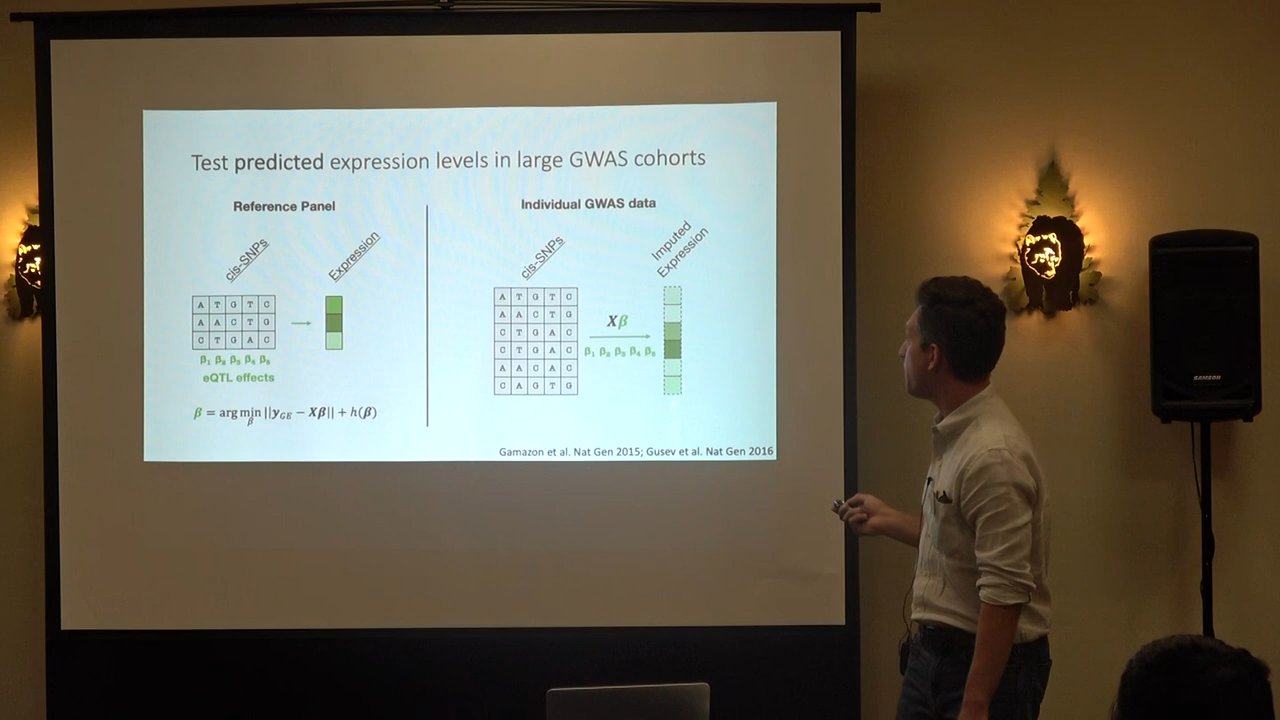 Test predicted expression levels in large GWAS cohorts
Reference Panel
cis-SNPs
Expression
A T G T C
A A C T G
C T G A C
β₁ β₂ β₃ β₄ β₅
eQTL effects
β = arg min ||y_GE − Xβ|| + h(β)
β
Individual GWAS data
cis-SNPs
Imputed
Expression
A T G T C
A A C T G
C T G A C
C T G A C
A A C A C
C A G T G
Xβ
β₁ β₂ β₃ β₄ β₅
Gamazon et al. Nat Gen 2015; Gusev et al. Nat Gen 2016
SAMSON